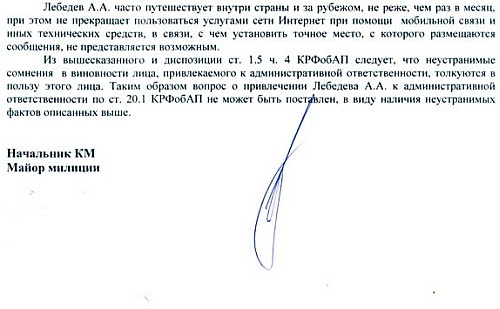 Лебедев А.А. часто путешествует внутри страны и за рубежом, не реже, чем раз в месяц,
при этом не прекращает пользоваться услугами сети Интернет при помощи мобильной связи и
иных технических средств, в связи, с чем установить точное место, с которого размещаются
сообщения, не представляется возможным.
Из вышесказанного и диспозиции ст. 1.5 ч. 4 КРФобАП следует, что неустранимые
сомнения в виновности лица, привлекаемого к административной ответственности, толкуются в
пользу этого лица. Таким образом вопрос о привлечении Лебедева А.А. к административной
ответственности по ст. 20.1 КРФобАП не может быть поставлен, в виду наличия неустранимых
фактов описанных выше.
Начальник КМ
Майор милиции